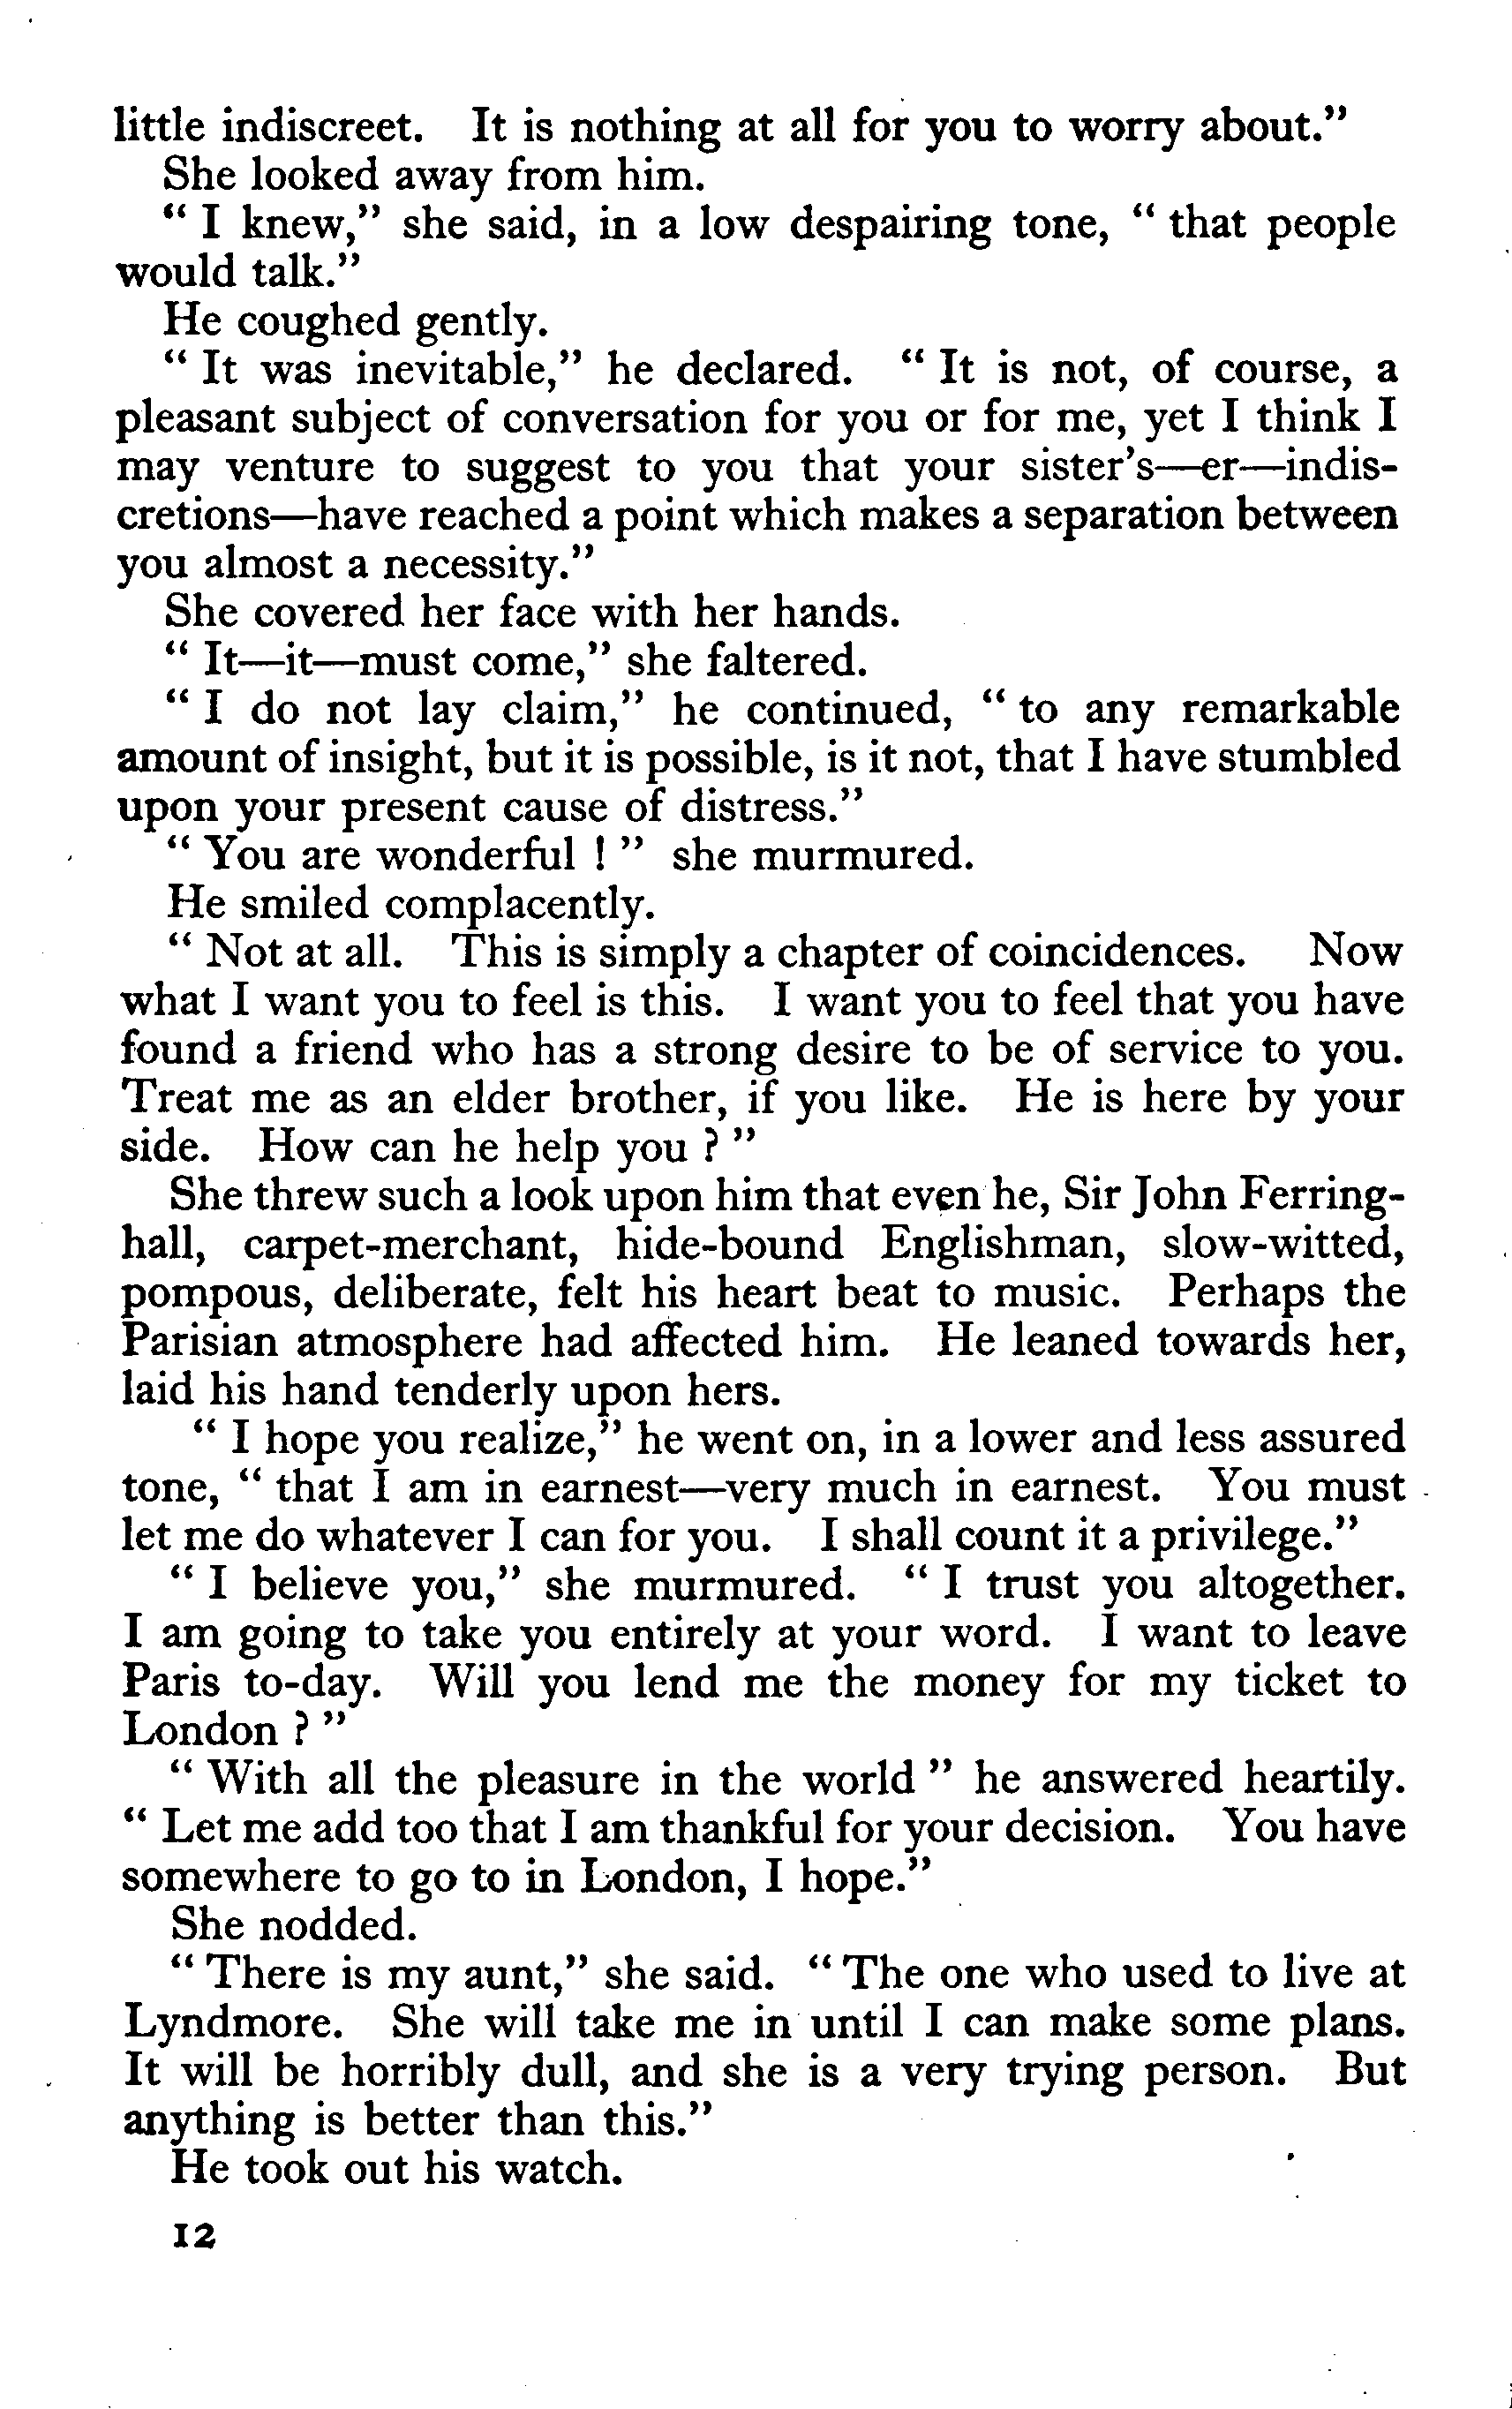 little indiscreet. It is nothing at all for you to worry about."
She looked away from him.
" I knew," she said, in a low despairing tone, " that people
would talk."
He coughed gently.
" It was inevitable," he declared. " It is not, of course, a
pleasant subject of conversation for you or for me, yet I think I
may venture to suggest to you that your sister's—er—indis-
cretions—have reached a point which makes a separation between
you almost a necessity."
She covered her face with her hands.
" It—it—must come," she faltered.
" I do not lay claim," he continued, " to any remarkable
amount of insight, but it is possible, is it not, that I have stumbled
upon your present cause of distress."
" You are wonderful ! " she murmured.
He smiled complacently.
" Not at all. This is simply a chapter of coincidences. Now
what I want you to feel is this. I want you to feel that you have
found a friend who has a strong desire to be of service to you.
Treat me as an elder brother, if you like. He is here by your
side. How can he help you ? "
She threw such a look upon him that even he, Sir John Ferring-
hall, carpet-merchant, hide-bound Englishman, slow-witted,
pompous, deliberate, felt his heart beat to music. Perhaps the
Parisian atmosphere had affected him. He leaned towards her,
laid his hand tenderly upon hers.
" I hope you realize," he went on, in a lower and less assured
tone, " that I am in earnest—very much in earnest. You must
let me do whatever I can for you. I shall count it a privilege."
" I believe you," she murmured. " I trust you altogether.
I am going to take you entirely at your word. I want to leave
Paris to-day. Will you lend me the money for my ticket to
London ? "
" With all the pleasure in the world " he answered heartily.
" Let me add too that I am thankful for your decision. You have
somewhere to go to in London, I hope."
She nodded.
" There is my aunt," she said. " The one who used to live at
Lyndmore. She will take me in until I can make some plans.
It will be horribly dull, and she is a very trying person. But
anything is better than this."
He took out his watch.
12